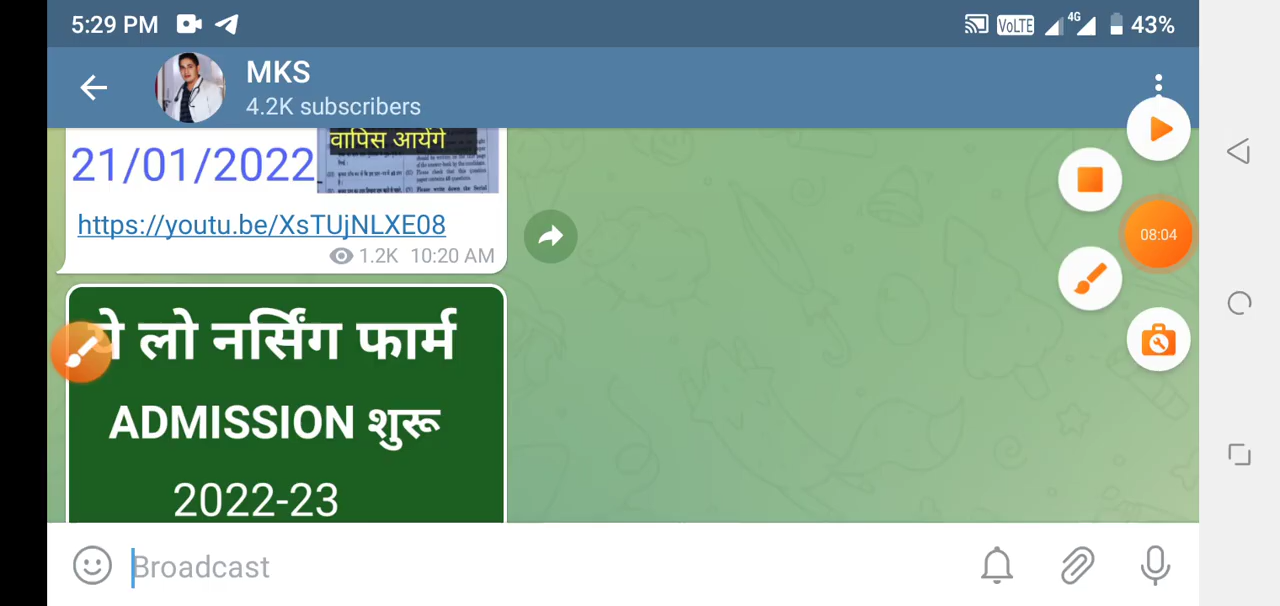 5:29 PM
VoLTE 4G 43%
MKS
4.2K subscribers
वापिस आयेंगे
21/01/2022
https://youtu.be/XsTUjNLXE08
1.2K 10:20 AM
08:04
लो नर्सिंग फार्म
ADMISSION शुरू
2022-23
Broadcast